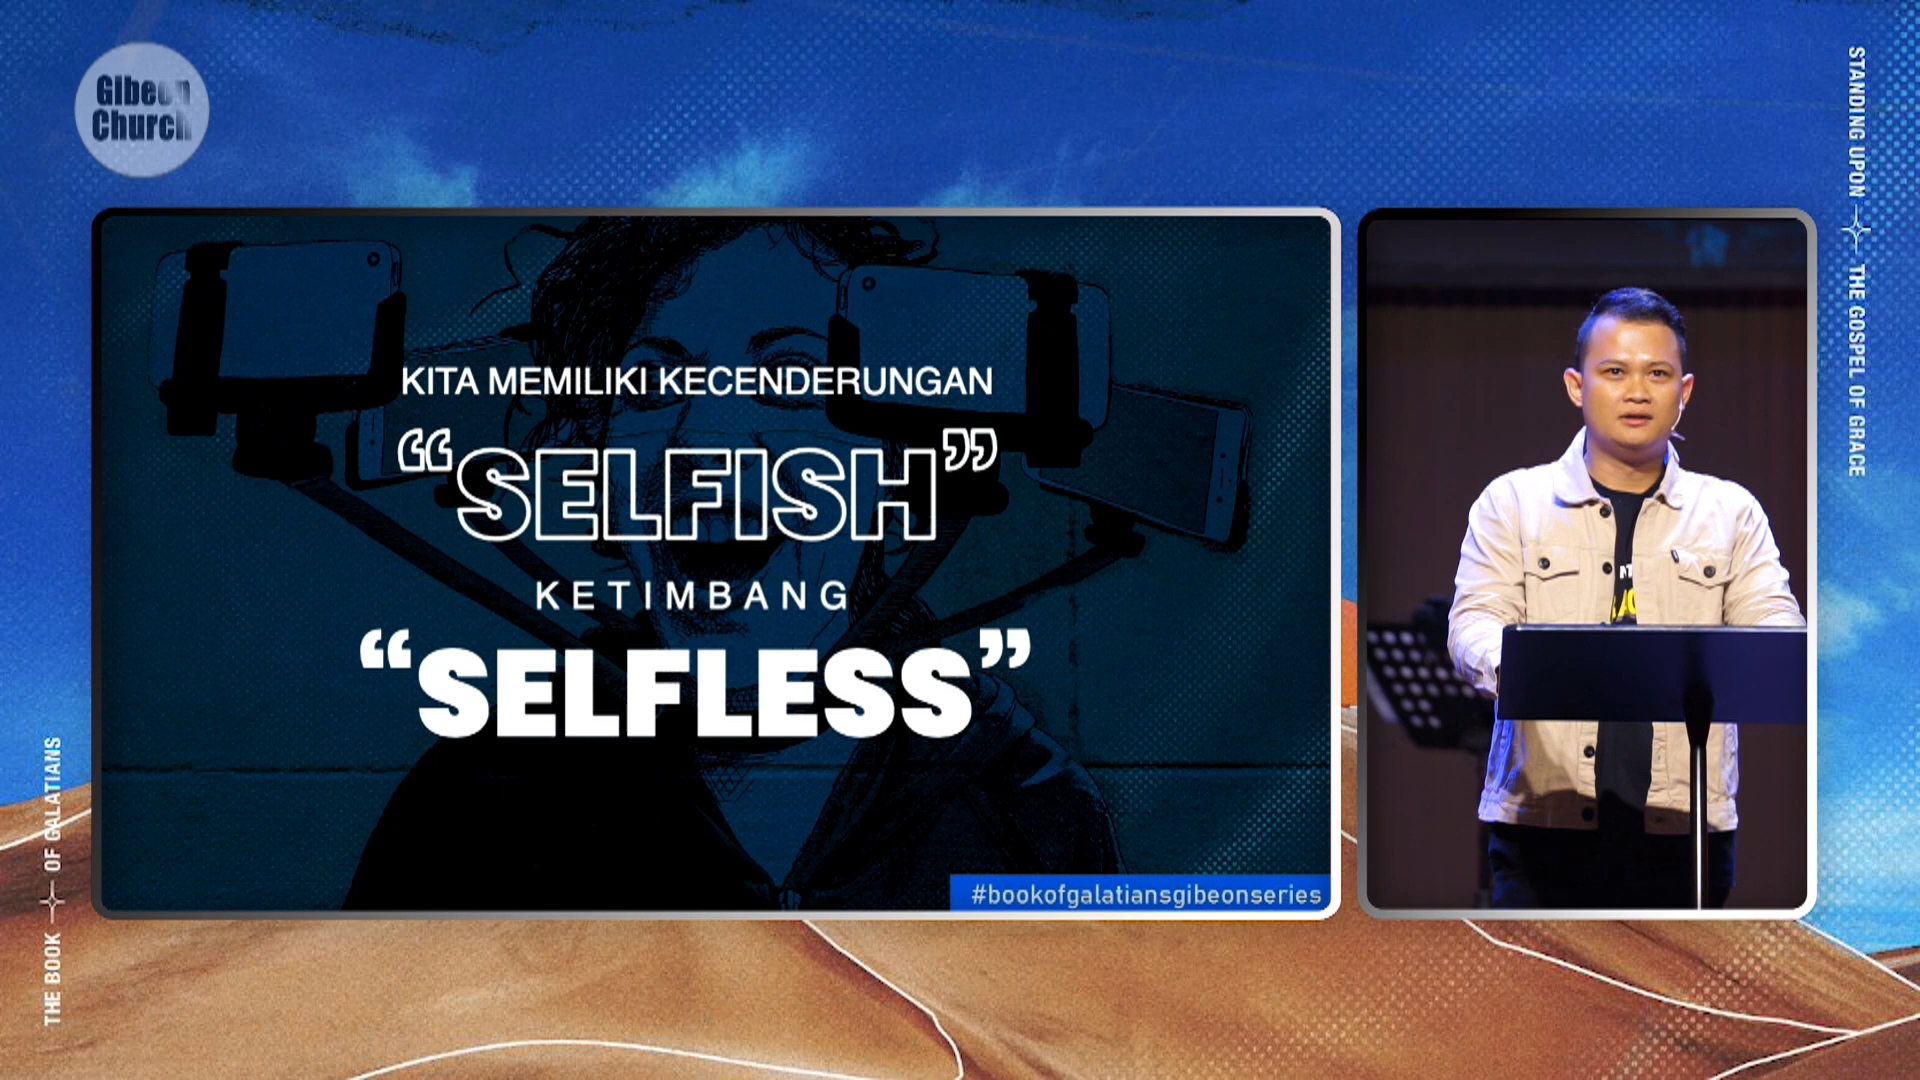 Gibeon
Church
STANDING UPON THE GOSPEL OF GRACE
KITA MEMILIKI KECENDERUNGAN
“SELFISH”
KETIMBANG
“SELFLESS”
#bookofgalatiansgibeonseries
THE BOOK OF GALATIANS